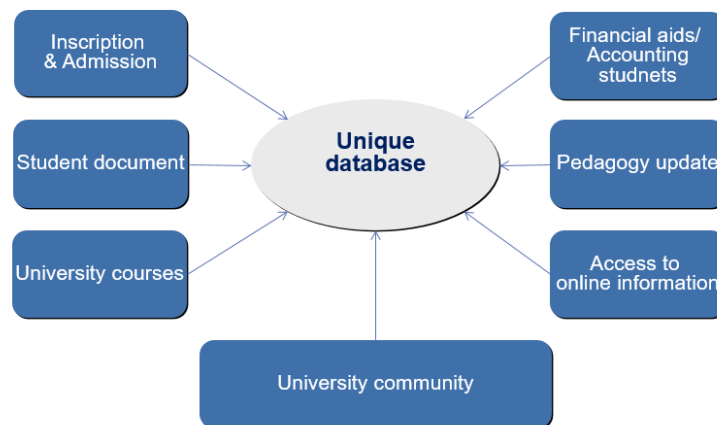 Inscription
& Admission
Financial aids/
Accounting
studnets
Unique
database
Student document
Pedagogy update
University courses
Access to
online information
University community